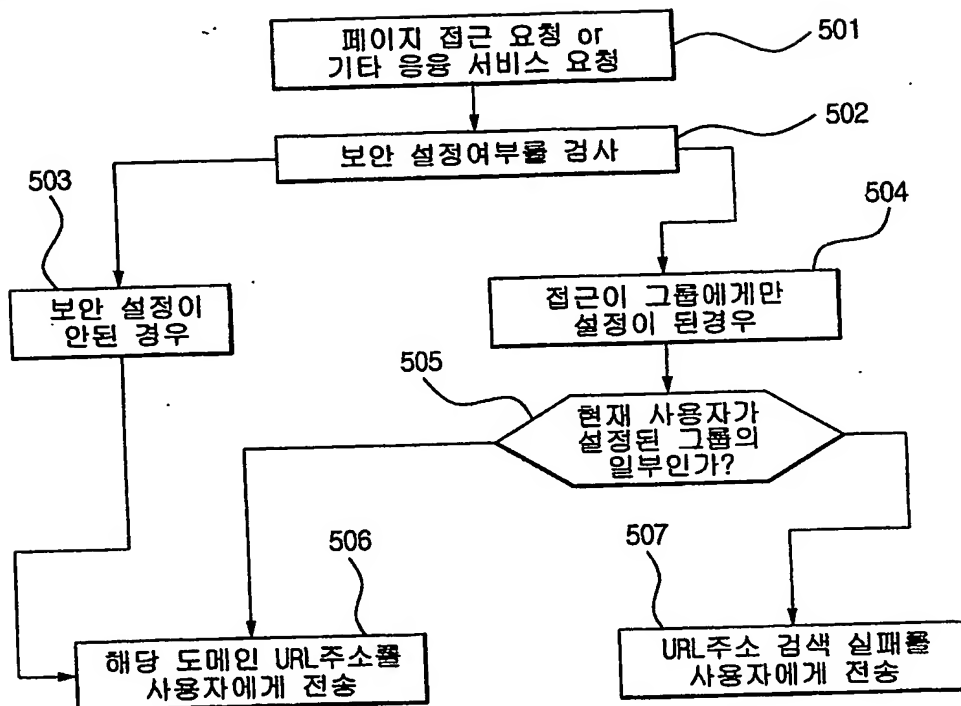 페이지 접근 요청 or
기타 응용 서비스 요청
501
보안 설정여부를 검사
502
503
보안 설정이
안된 경우
504
접근이 그룹에게만
설정이 된경우
505
현재 사용자가
설정된 그룹의
일부인가?
506
해당 도메인 URL주소를
사용자에게 전송
507
URL주소 검색 실패를
사용자에게 전송